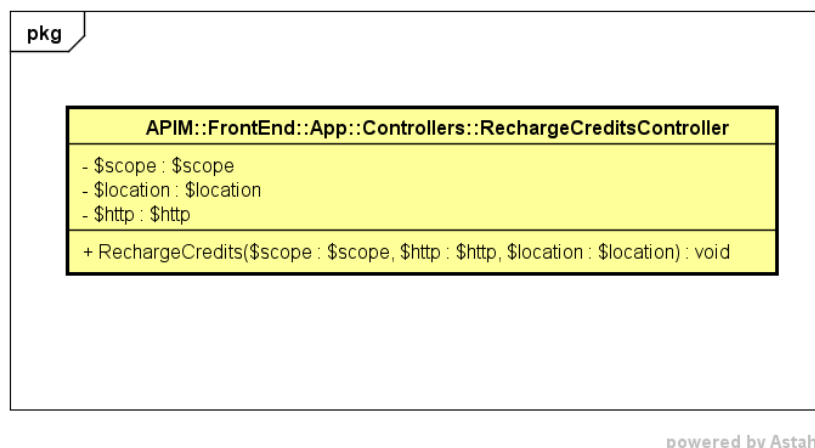 pkg
APIM::FrontEnd::App::Controllers::RechargeCreditsController
- $scope : $scope
- $location : $location
- $http : $http
+ RechargeCredits($scope : $scope, $http : $http, $location : $location) : void
powered by Astah